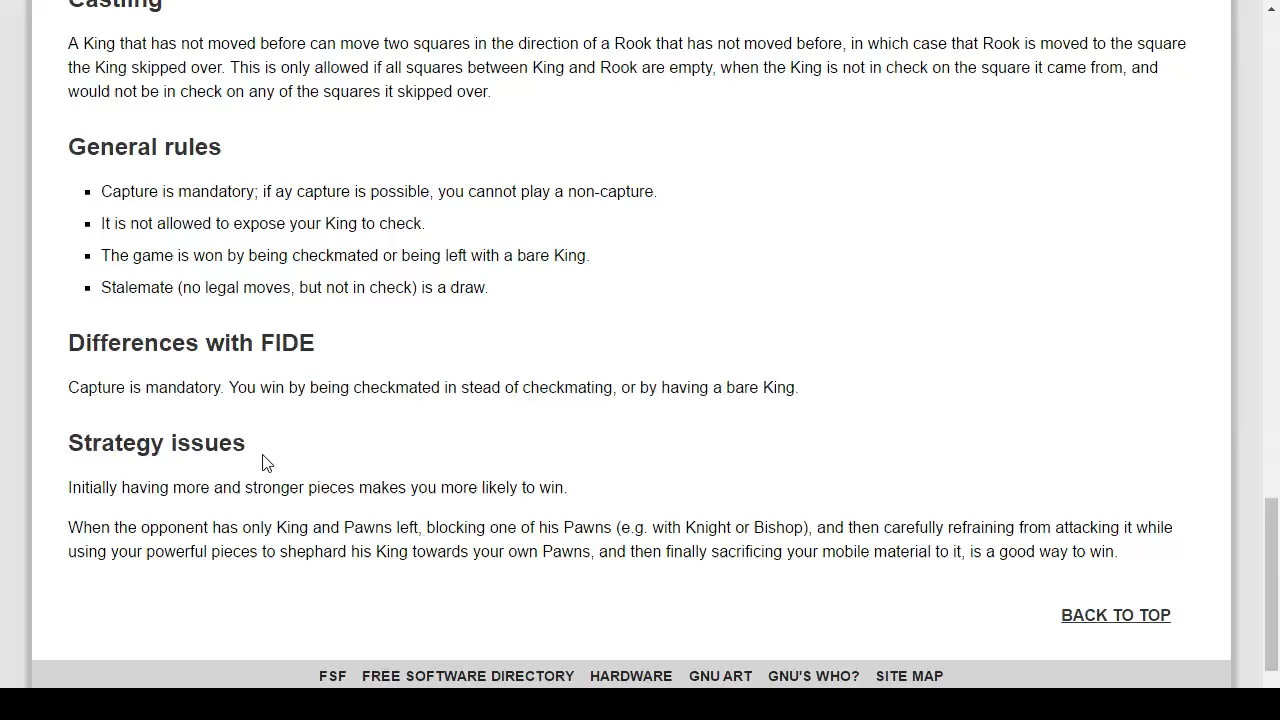 Castling
A King that has not moved before can move two squares in the direction of a Rook that has not moved before, in which case that Rook is moved to the square
the King skipped over. This is only allowed if all squares between King and Rook are empty, when the King is not in check on the square it came from, and
would not be in check on any of the squares it skipped over.
General rules
Capture is mandatory; if ay capture is possible, you cannot play a non-capture.
It is not allowed to expose your King to check.
The game is won by being checkmated or being left with a bare King.
Stalemate (no legal moves, but not in check) is a draw.
Differences with FIDE
Capture is mandatory. You win by being checkmated in stead of checkmating, or by having a bare King.
Strategy issues
Initially having more and stronger pieces makes you more likely to win.
When the opponent has only King and Pawns left, blocking one of his Pawns (e.g. with Knight or Bishop), and then carefully refraining from attacking it while
using your powerful pieces to shephard his King towards your own Pawns, and then finally sacrificing your mobile material to it, is a good way to win.
BACK TO TOP
FSF FREE SOFTWARE DIRECTORY HARDWARE GNU ART GNU'S WHO? SITE MAP